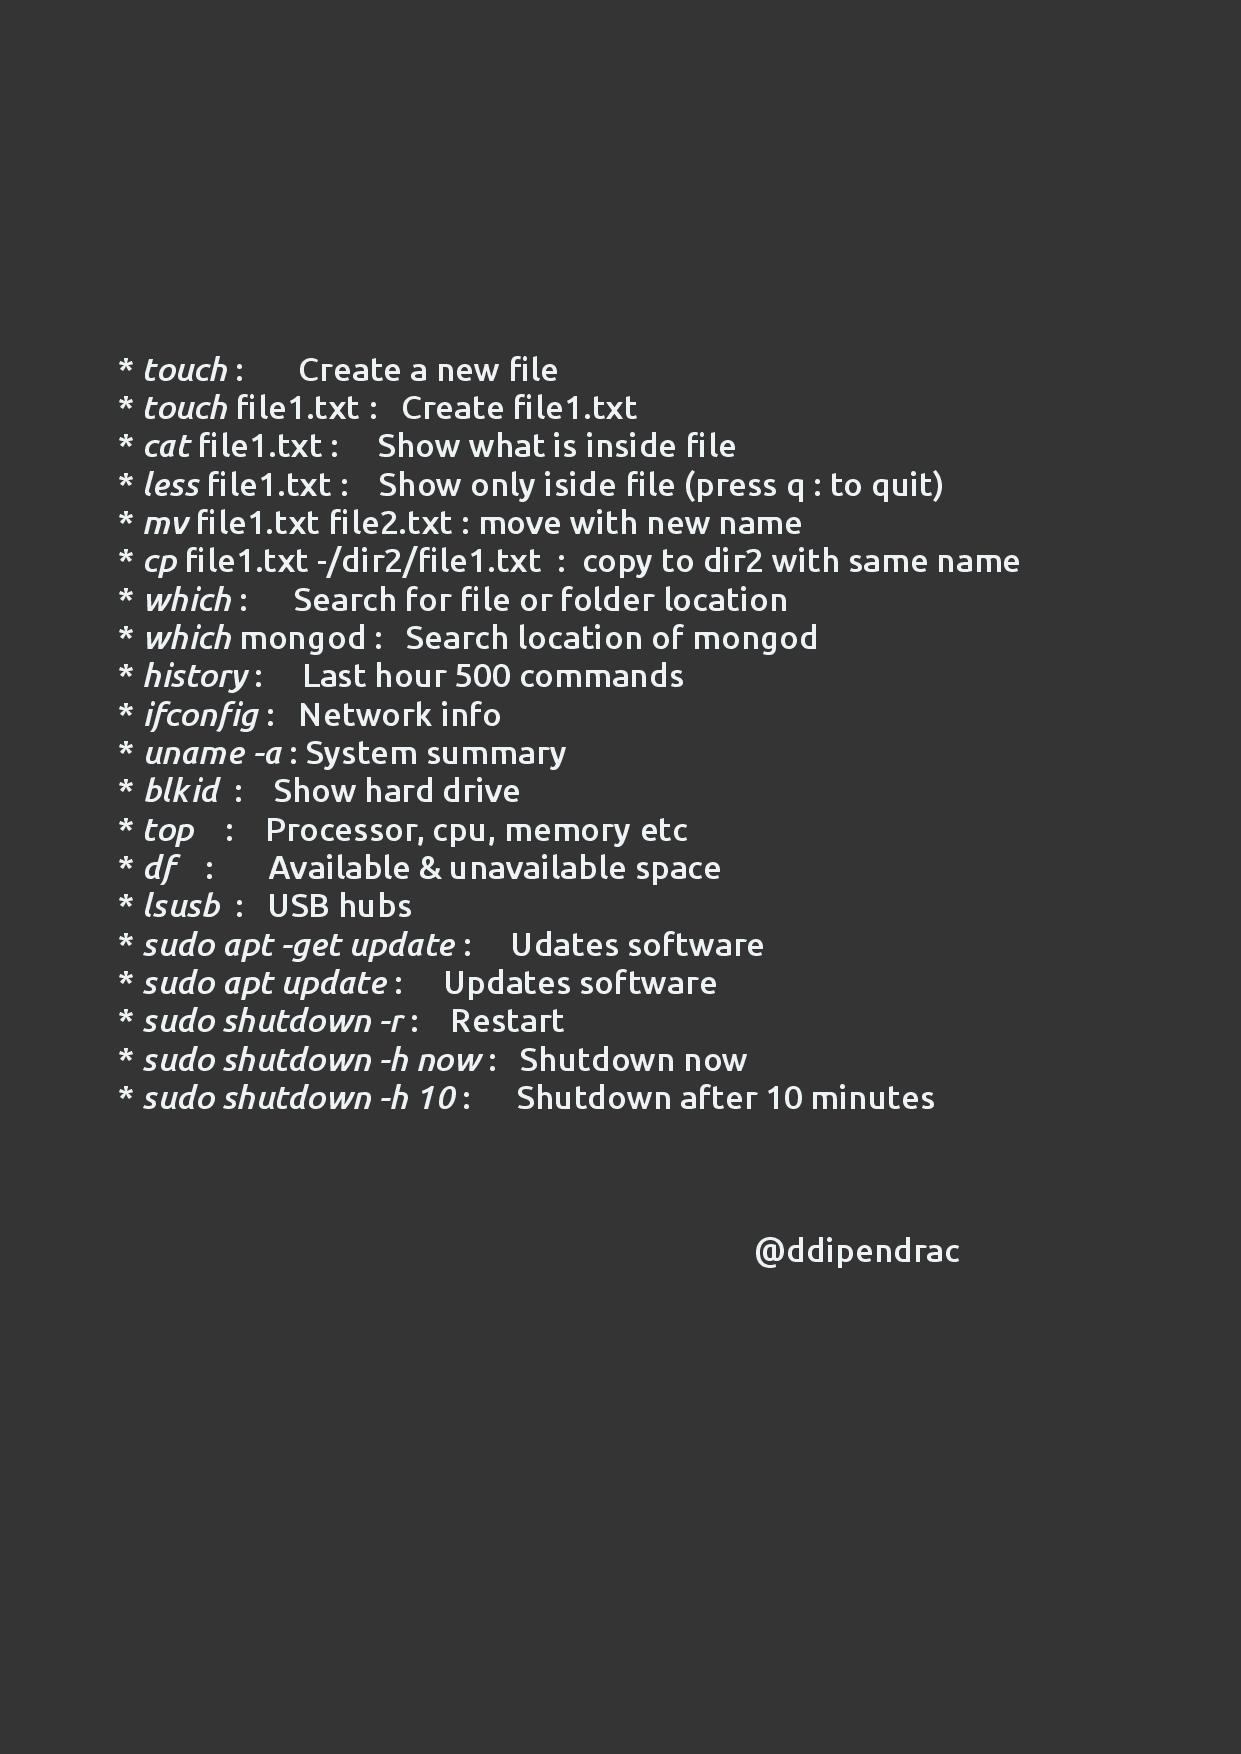 * touch : Create a new file
* touch file1.txt : Create file1.txt
* cat file1.txt : Show what is inside file
* less file1.txt : Show only iside file (press q : to quit)
* mv file1.txt file2.txt : move with new name
* cp file1.txt -/dir2/file1.txt : copy to dir2 with same name
* which : Search for file or folder location
* which mongod : Search location of mongod
* history : Last hour 500 commands
* ifconfig : Network info
* uname -a : System summary
* blkid : Show hard drive
* top : Processor, cpu, memory etc
* df : Available & unavailable space
* lsusb : USB hubs
* sudo apt -get update : Udates software
* sudo apt update : Updates software
* sudo shutdown -r : Restart
* sudo shutdown -h now : Shutdown now
* sudo shutdown -h 10 : Shutdown after 10 minutes
@ddipendrac